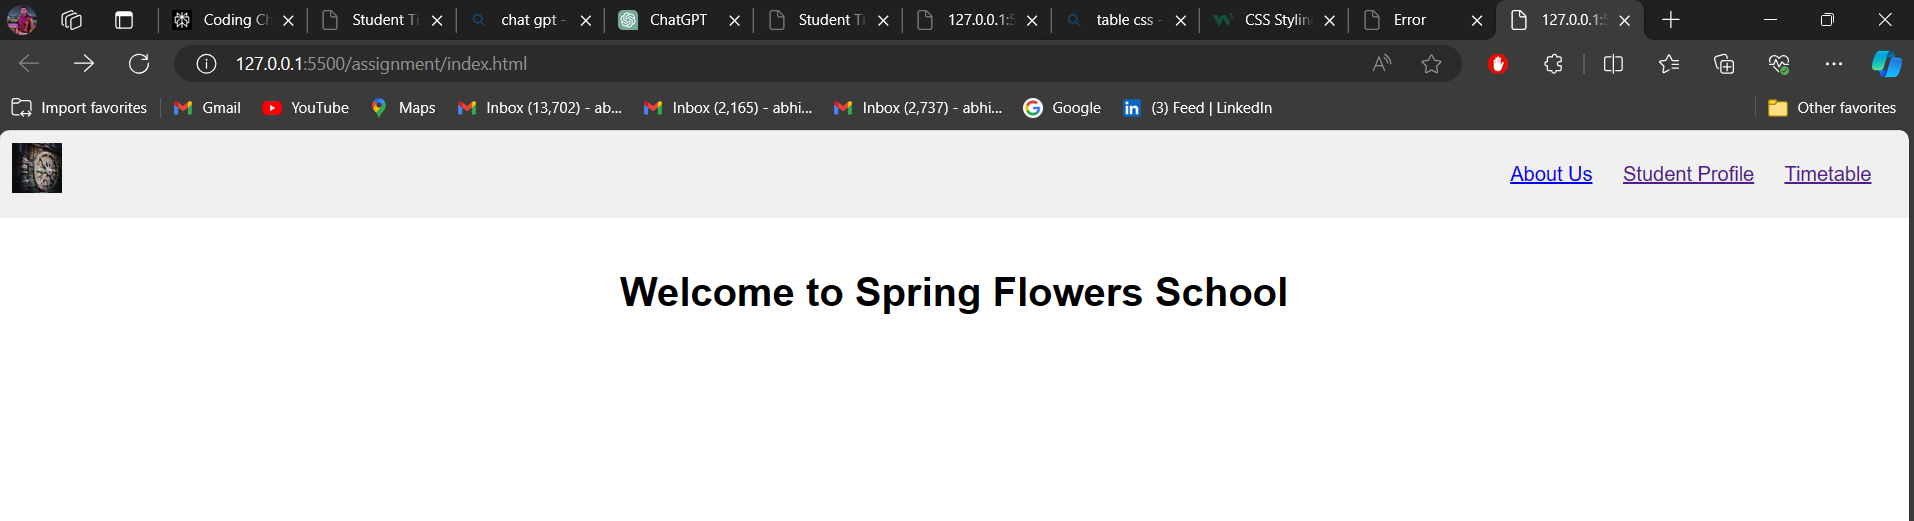 Coding Ch Student Ti chat gpt - ChatGPT Student Ti 127.0.0.1:5 table css - CSS Styling Error 127.0.0.1:5
127.0.0.1:5500/assignment/index.html
Import favorites Gmail YouTube Maps Inbox (13,702) - ab... Inbox (2,165) - abhi... Inbox (2,737) - abhi... Google (3) Feed | LinkedIn Other favorites
About Us Student Profile Timetable
Welcome to Spring Flowers School